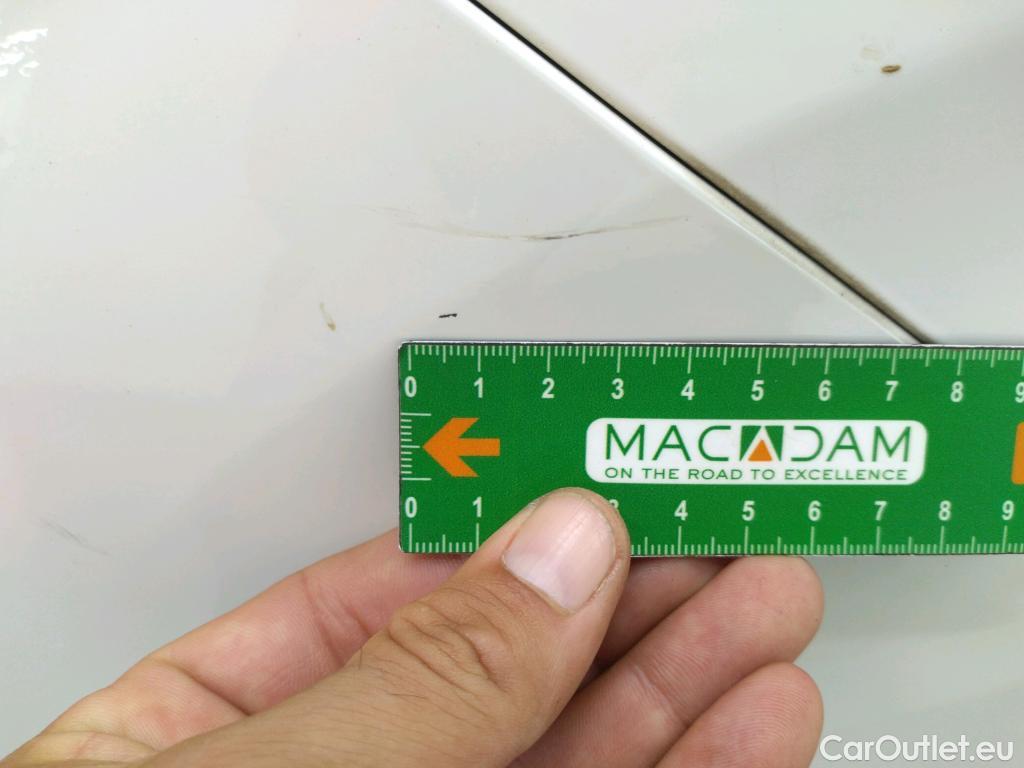 0 1 2 3 4 5 6 7 8 9
MACADAM
ON THE ROAD TO EXCELLENCE
0 1 3 4 5 6 7 8 9
CarOutlet.eu